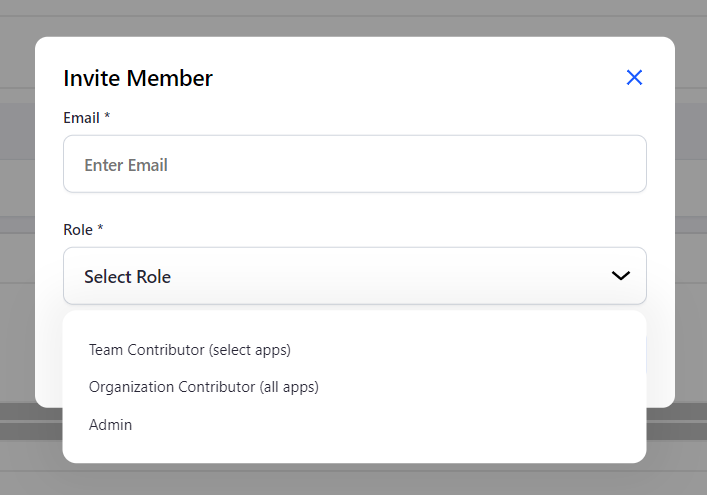 Invite Member
Email *
Enter Email
Role *
Select Role
Team Contributor (select apps)
Organization Contributor (all apps)
Admin